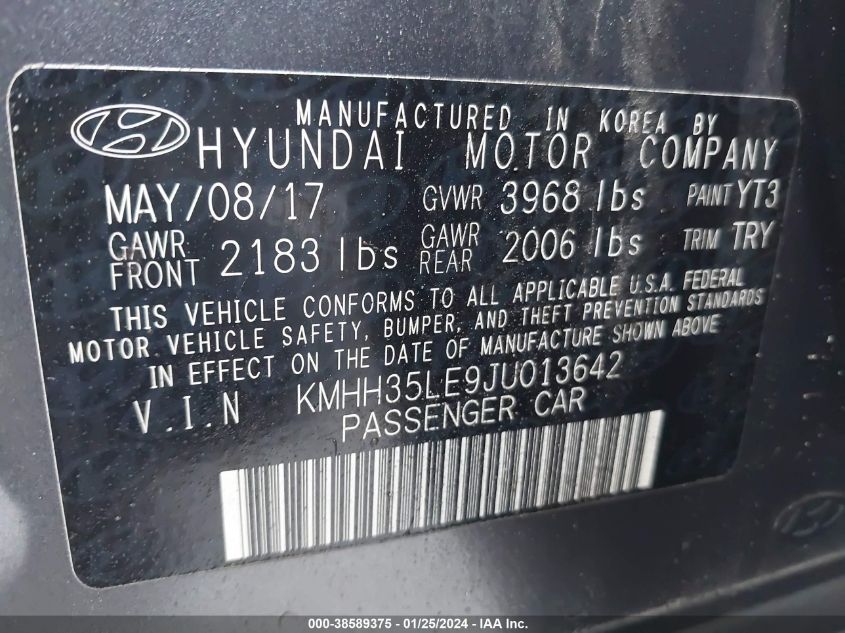 MANUFACTURED IN KOREA BY
HYUNDAI MOTOR COMPANY
MAY/08/17 GVWR 3968 lbs PAINT YT3
GAWR FRONT 2183 lbs GAWR REAR 2006 lbs TRIM TRY
THIS VEHICLE CONFORMS TO ALL APPLICABLE U.S.A. FEDERAL
MOTOR VEHICLE SAFETY, BUMPER, AND THEFT PREVENTION STANDARDS
IN EFFECT ON THE DATE OF MANUFACTURE SHOWN ABOVE
V.I.N KMHH35LE9JU013642
PASSENGER CAR
000-38589375 - 01/25/2024 - IAA Inc.